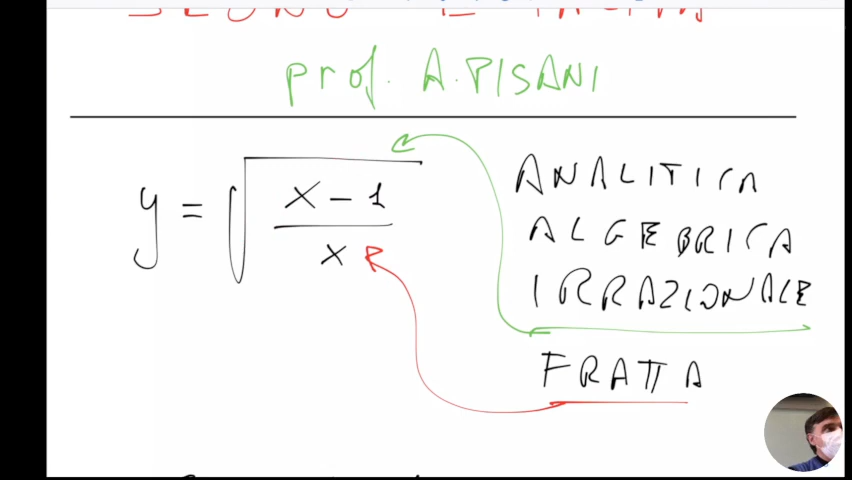 prof. A. PISANI
y = √((x - 1)/x)
ANALITICA
ALGEBRICA
IRRAZIONALE
FRATTA